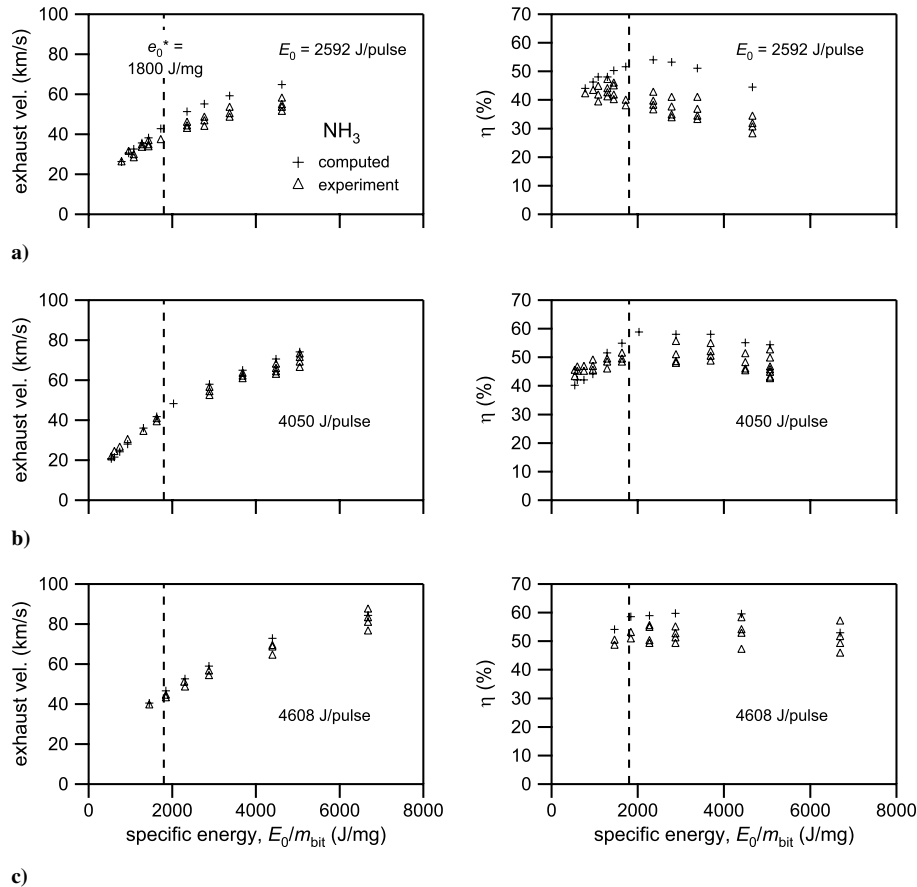 100
80
60
40
20
0
exhaust vel. (km/s)
e0* =
1800 J/mg
E0 = 2592 J/pulse
NH3
+ computed
△ experiment
70
60
50
40
30
20
10
0
η (%)
E0 = 2592 J/pulse
a)
100
80
60
40
20
0
exhaust vel. (km/s)
4050 J/pulse
70
60
50
40
30
20
10
0
η (%)
4050 J/pulse
b)
100
80
60
40
20
0
exhaust vel. (km/s)
4608 J/pulse
0 2000 4000 6000 8000
specific energy, E0/mbit (J/mg)
70
60
50
40
30
20
10
0
η (%)
4608 J/pulse
0 2000 4000 6000 8000
specific energy, E0/mbit (J/mg)
c)